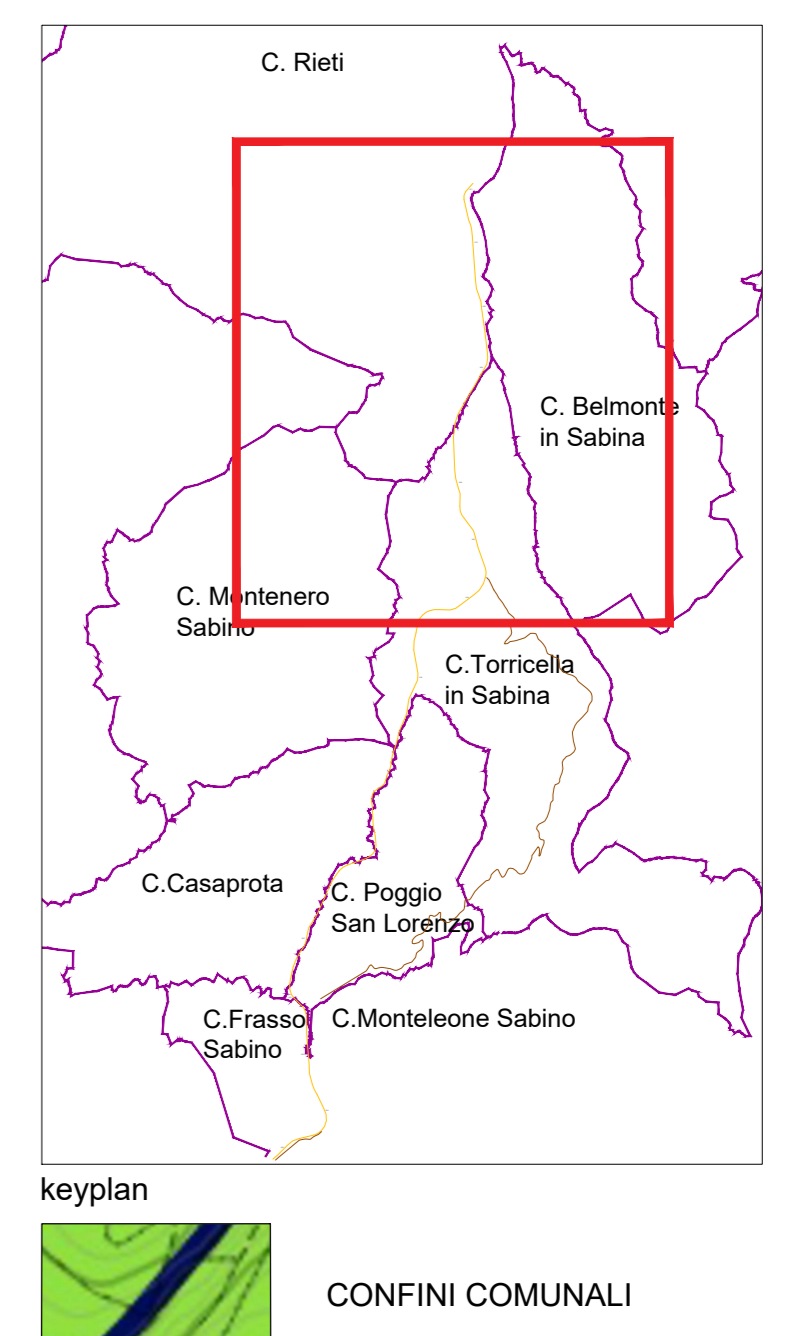 C. Rieti
C. Belmonte
in Sabina
C. Montenero
Sabino
C.Torricella
in Sabina
C.Casaprota
C. Poggio
San Lorenzo
C.Frasso
Sabino
C.Monteleone Sabino
keyplan
CONFINI COMUNALI